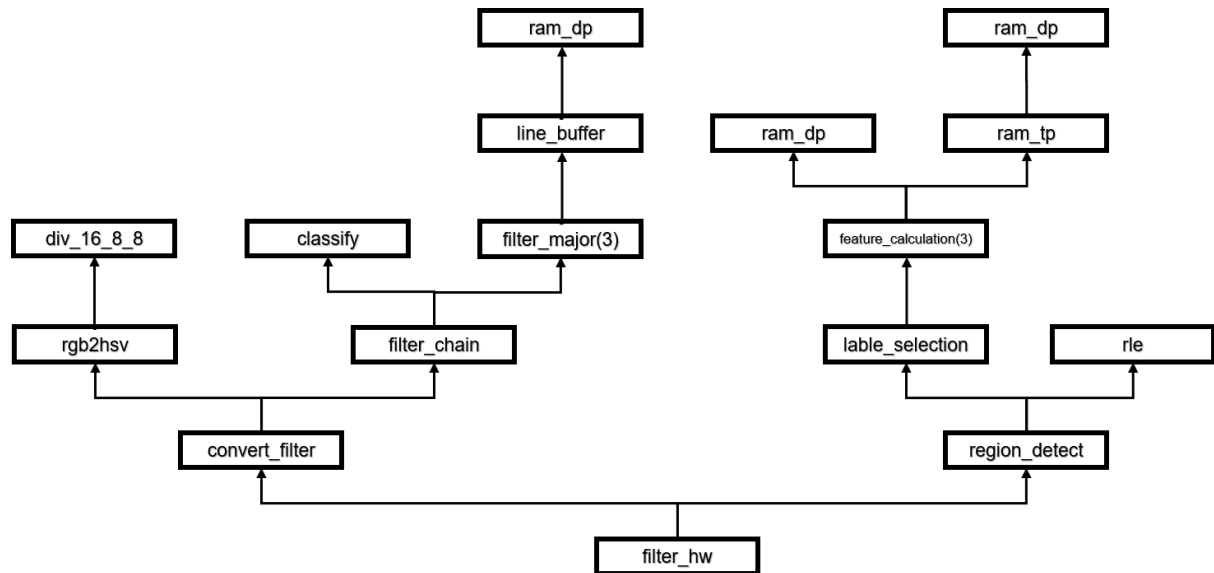 ram_dp
ram_dp
line_buffer
ram_dp
ram_tp
div_16_8_8
classify
filter_major(3)
feature_calculation(3)
rgb2hsv
filter_chain
lable_selection
rle
convert_filter
region_detect
filter_hw